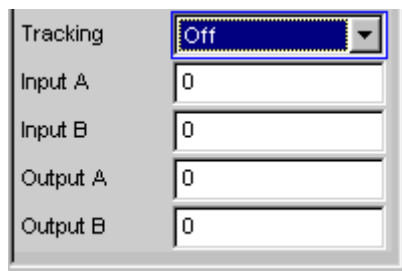 Tracking Off
Input A 0
Input B 0
Output A 0
Output B 0